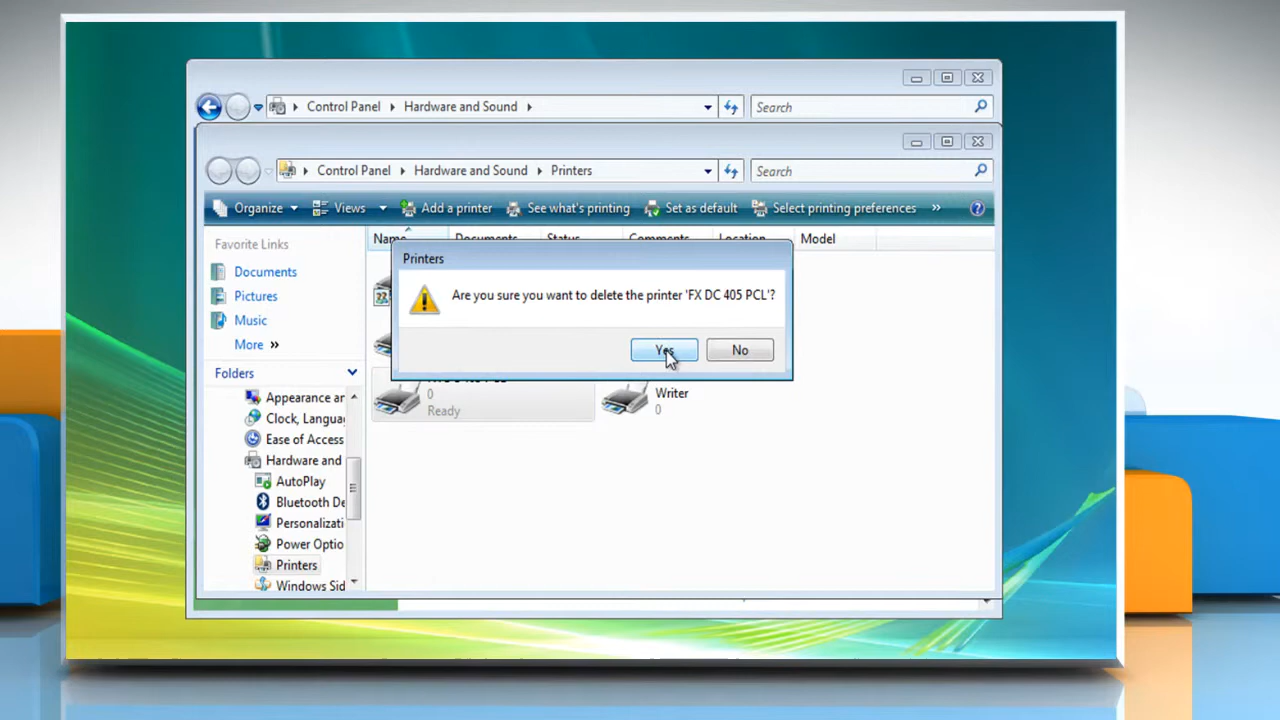 Control Panel Hardware and Sound
Search
Control Panel Hardware and Sound Printers
Search
Organize Views Add a printer See what's printing Set as default Select printing preferences »
Favorite Links
Name Documents Status Comments Location Model
Documents
Pictures
Music
More »
Folders
Appearance an
Clock, Langua
Ease of Access
Hardware and
AutoPlay
Bluetooth De
Personalizati
Power Optio
Printers
Windows Sid
Printers
Are you sure you want to delete the printer 'FX DC 405 PCL'?
Yes No
0
Ready
Writer
0